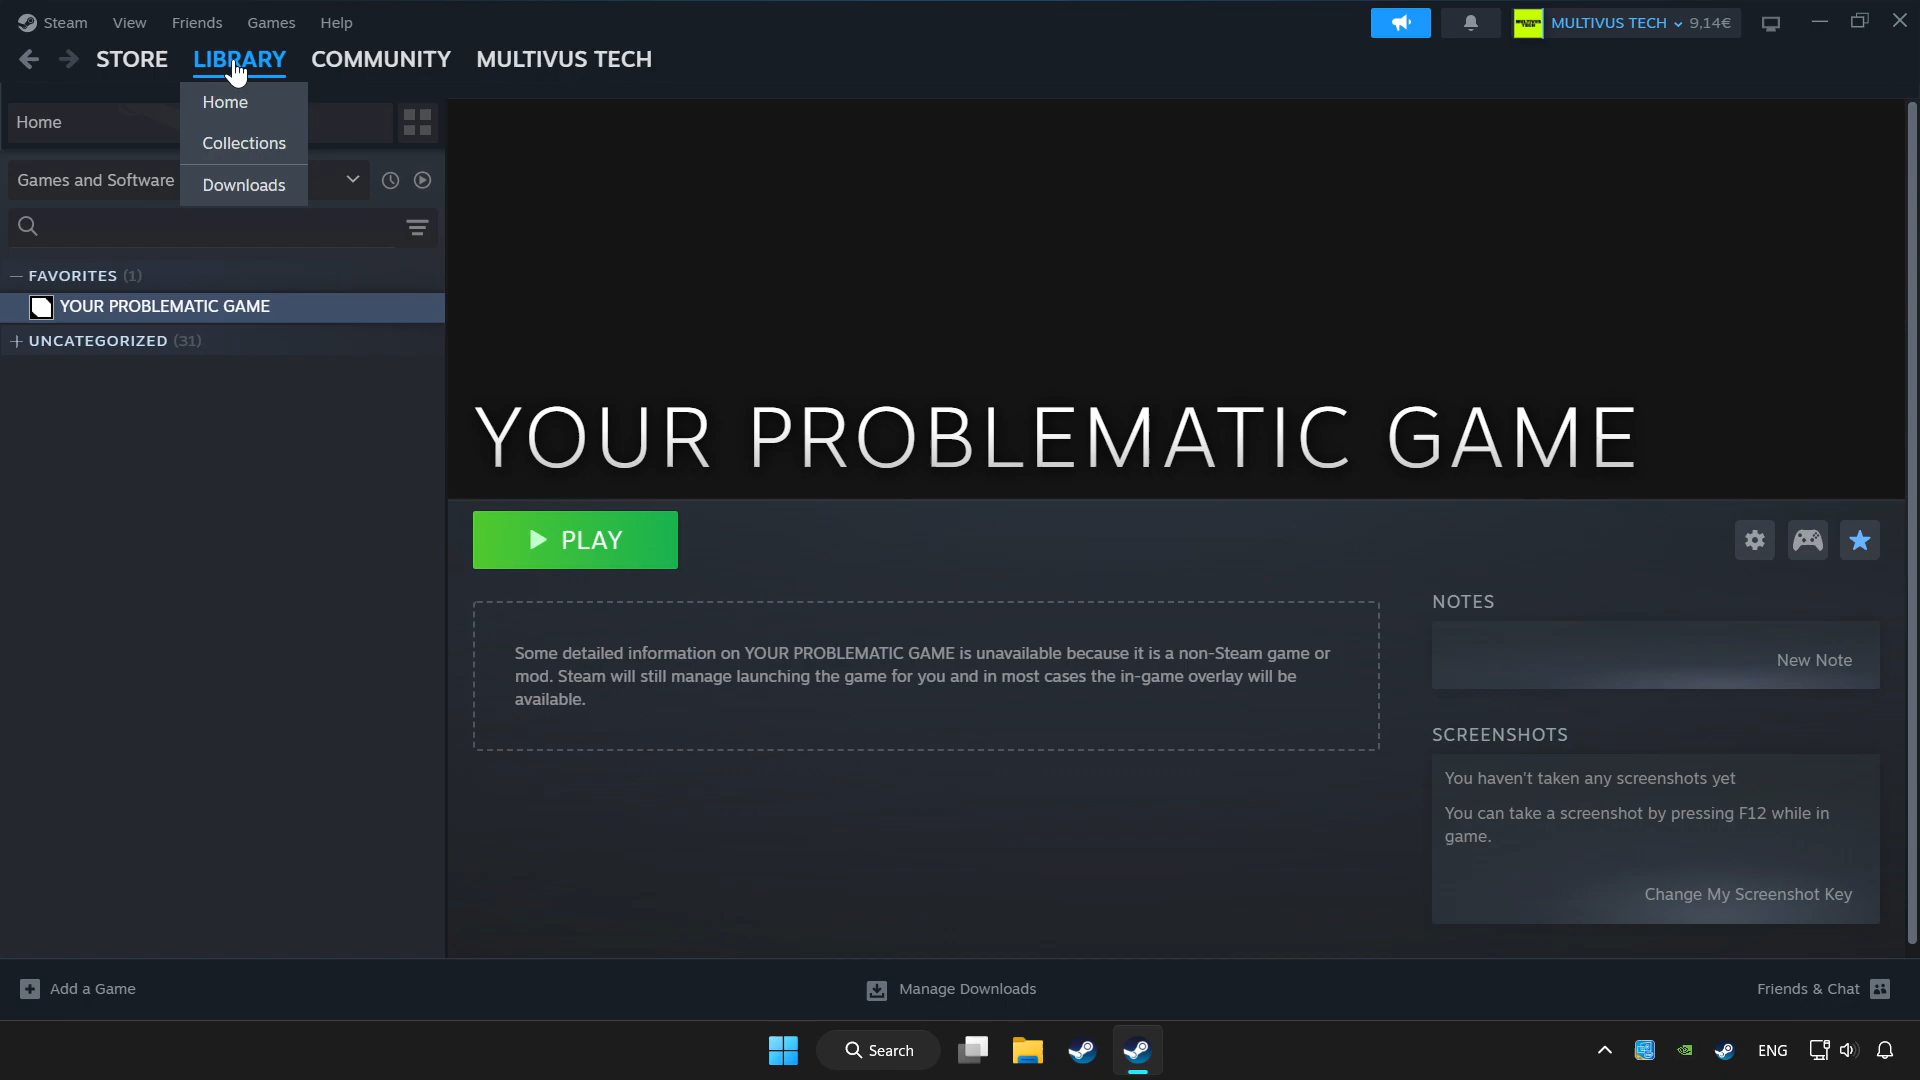 Steam View Friends Games Help
MULTIVUS TECH 9,14€
STORE LIBRARY COMMUNITY MULTIVUS TECH
Home
Collections
Downloads
Home
Games and Software
— FAVORITES (1)
YOUR PROBLEMATIC GAME
+ UNCATEGORIZED (31)
YOUR PROBLEMATIC GAME
PLAY
Some detailed information on YOUR PROBLEMATIC GAME is unavailable because it is a non-Steam game or
mod. Steam will still manage launching the game for you and in most cases the in-game overlay will be
available.
NOTES
New Note
SCREENSHOTS
You haven't taken any screenshots yet
You can take a screenshot by pressing F12 while in
game.
Change My Screenshot Key
Add a Game
Manage Downloads
Friends & Chat
Search
ENG